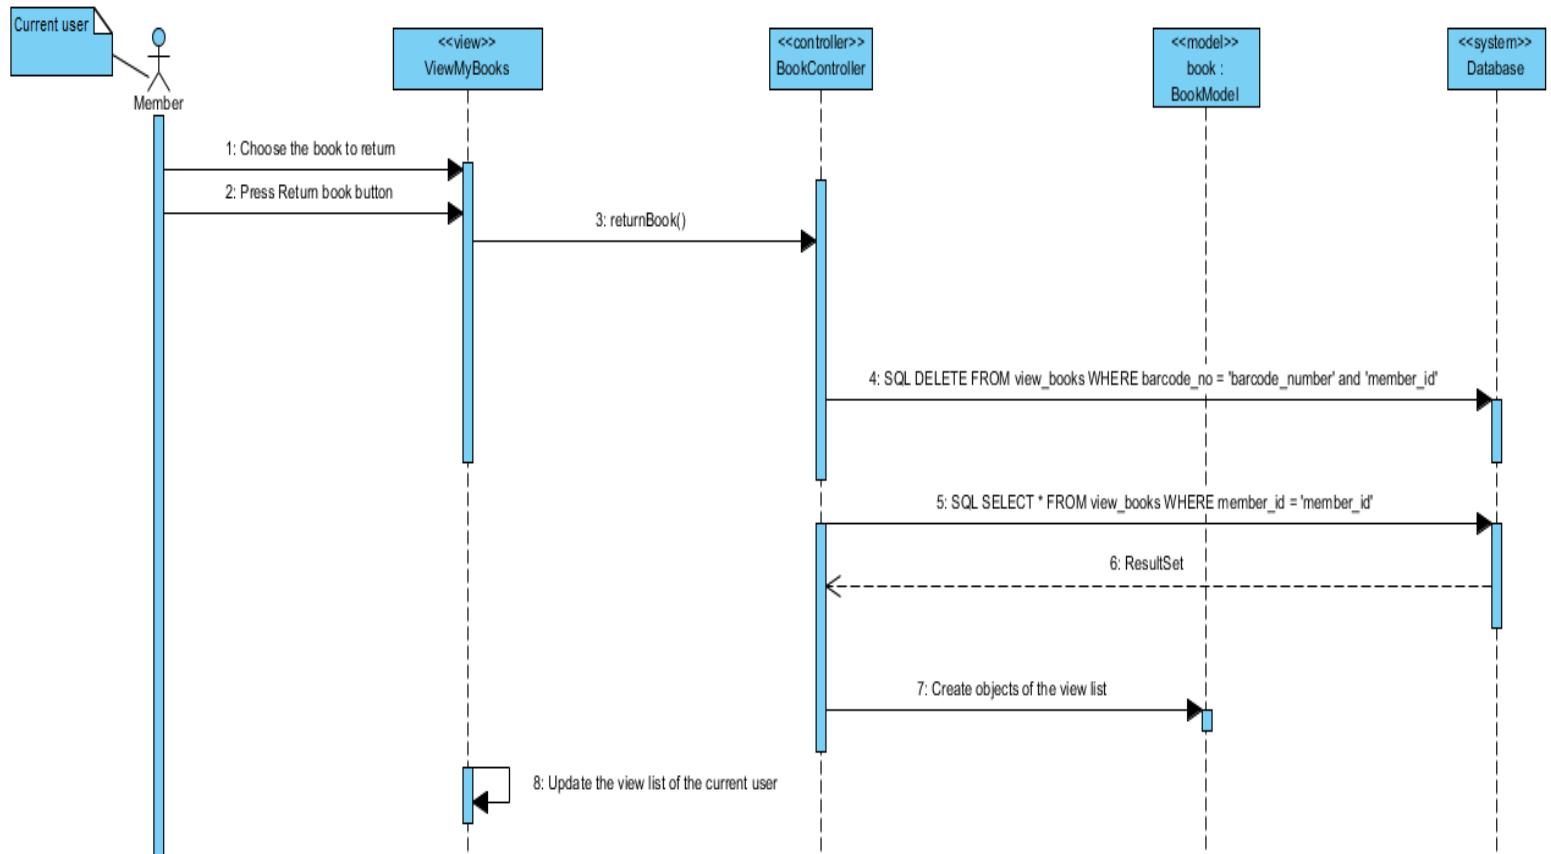 Current user
Member
<<view>>
ViewMyBooks
<<controller>>
BookController
<<model>>
book :
BookModel
<<system>>
Database
1: Choose the book to return
2: Press Return book button
3: returnBook()
4: SQL DELETE FROM view_books WHERE barcode_no = 'barcode_number' and 'member_id'
5: SQL SELECT * FROM view_books WHERE member_id = 'member_id'
6: ResultSet
7: Create objects of the view list
8: Update the view list of the current user